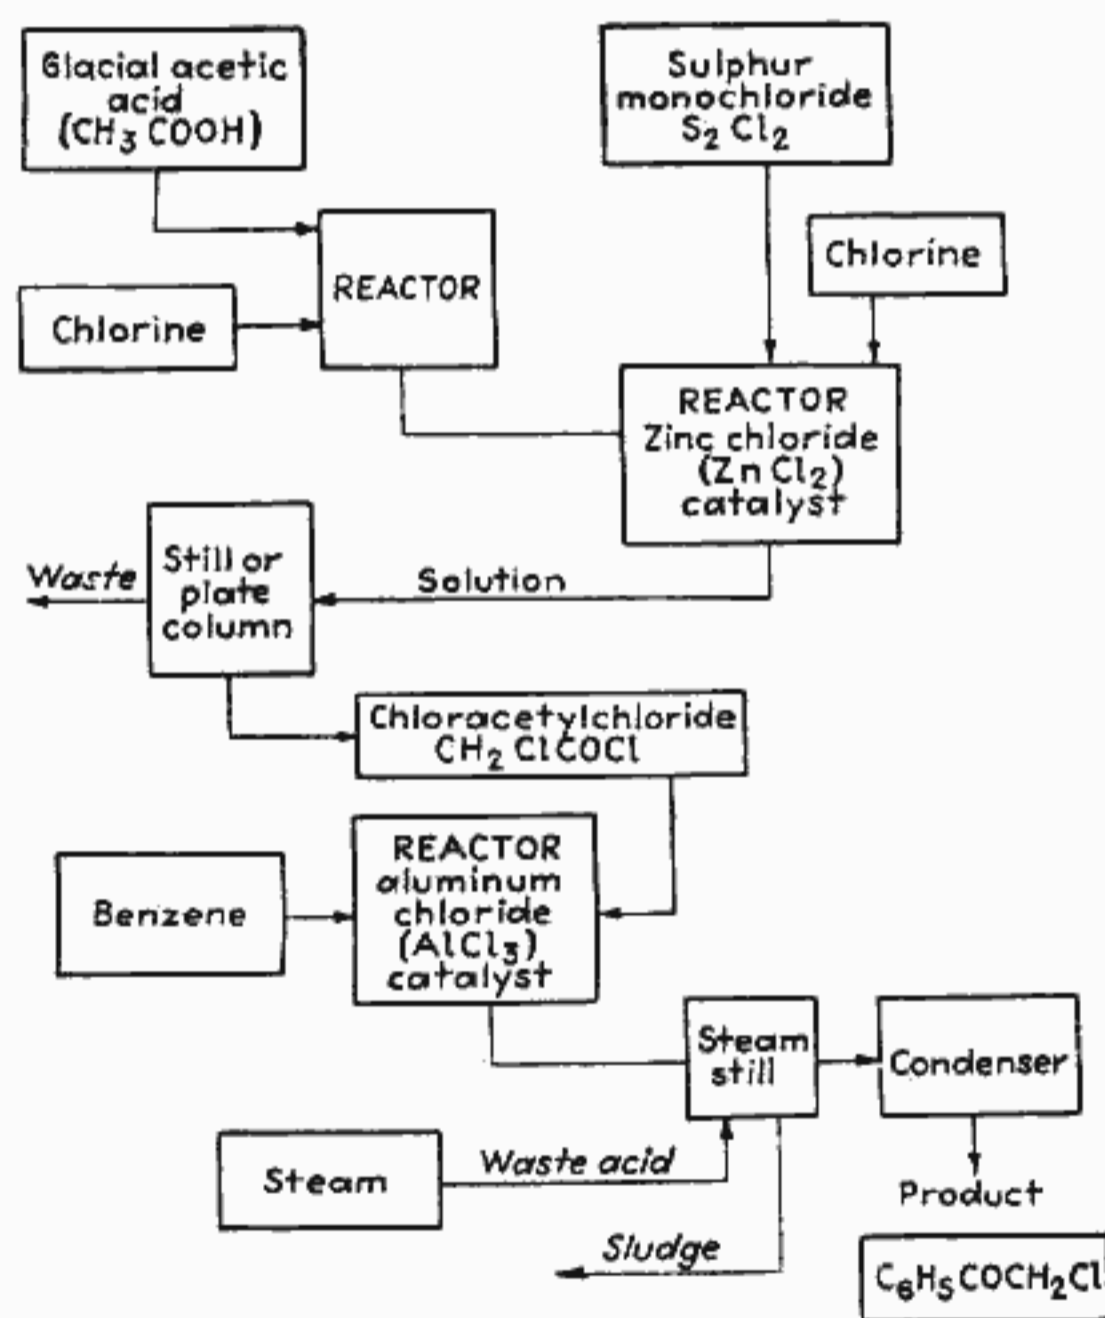 Glacial acetic
acid
(CH₃ COOH)
Sulphur
monochloride
S₂ Cl₂
Chlorine
REACTOR
Chlorine
REACTOR
Zinc chloride
(Zn Cl₂)
catalyst
Waste
Still or
plate
column
Solution
Chloracetylchloride
CH₂ ClCOCl
Benzene
REACTOR
aluminum
chloride
(AlCl₃)
catalyst
Steam
still
Condenser
Steam
Waste acid
Sludge
Product
C₆H₅COCH₂Cl